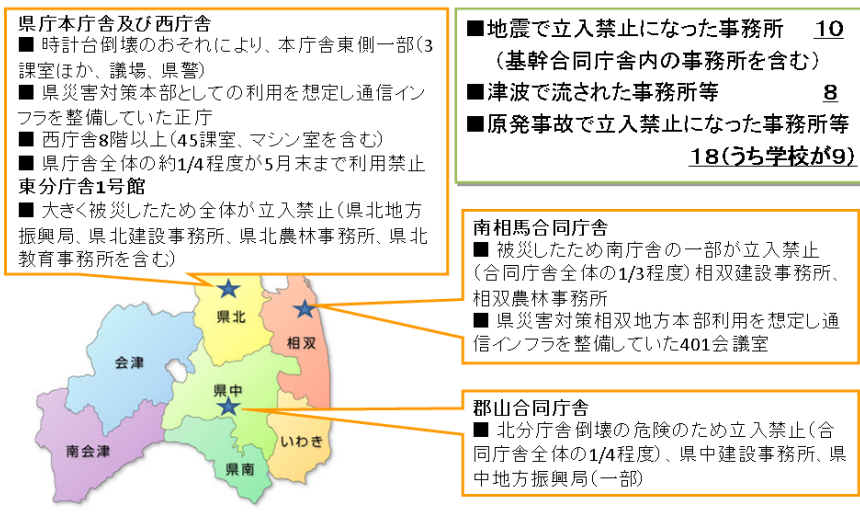 県庁本庁舎及び西庁舎
■ 時計台倒壊のおそれにより、本庁舎東側一部(3
課室ほか、議場、県警)
■ 県災害対策本部としての利用を想定し通信イン
フラを整備していた正庁
■ 西庁舎8階以上(45課室、マシン室を含む)
■ 県庁舎全体の約1/4程度が5月末まで利用禁止
東分庁舎1号館
■ 大きく被災したため全体が立入禁止(県北地方
振興局、県北建設事務所、県北農林事務所、県北
教育事務所を含む)
■地震で立入禁止になった事務所 10
(基幹合同庁舎内の事務所を含む)
■津波で流された事務所等 8
■原発事故で立入禁止になった事務所等
18(うち学校が9)
南相馬合同庁舎
■ 被災したため南庁舎の一部が立入禁止
(合同庁舎全体の1/3程度)相双建設事務所、
相双農林事務所
■ 県災害対策相双地方本部利用を想定し通
信インフラを整備していた401会議室
郡山合同庁舎
■ 北分庁舎倒壊の危険のため立入禁止(合
同庁舎全体の1/4程度)、県中建設事務所、県
中地方振興局(一部)
県北
相双
会津
県中
いわき
南会津
県南